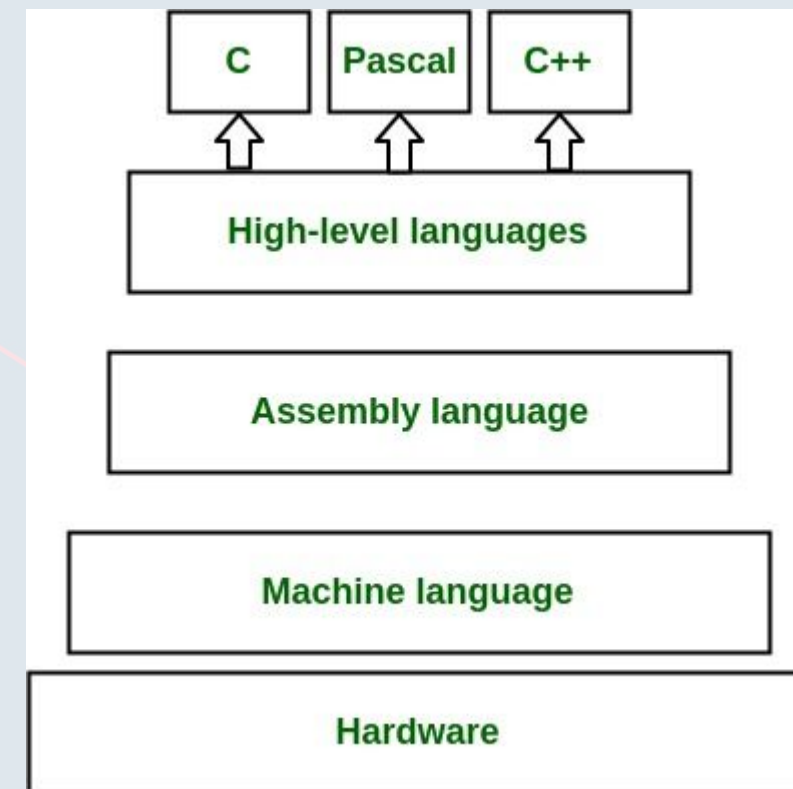 C
Pascal
C++
High-level languages
Assembly language
Machine language
Hardware